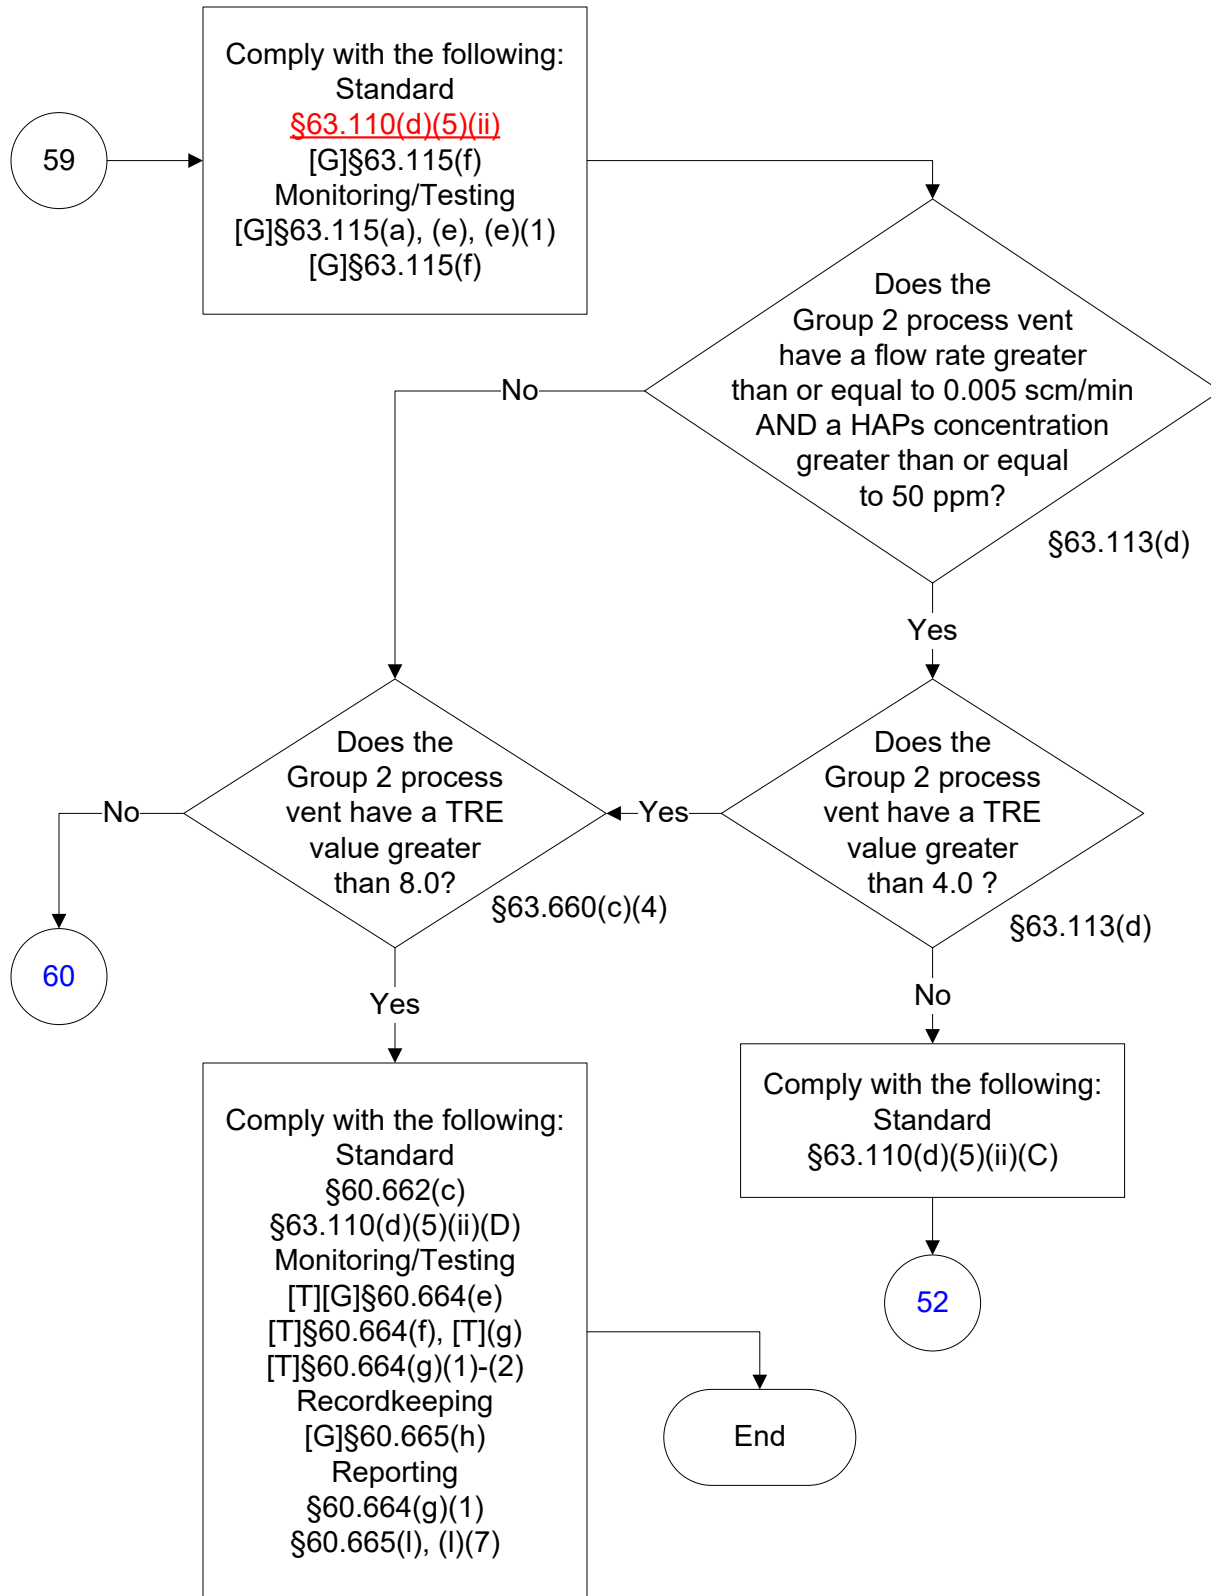 59
Comply with the following:
Standard
§63.110(d)(5)(ii)
[G]§63.115(f)
Monitoring/Testing
[G]§63.115(a), (e), (e)(1)
[G]§63.115(f)
Does the
Group 2 process vent
have a flow rate greater
than or equal to 0.005 scm/min
AND a HAPs concentration
greater than or equal
to 50 ppm?
§63.113(d)
No
Yes
Does the
Group 2 process
vent have a TRE
value greater
than 8.0?
§63.660(c)(4)
Does the
Group 2 process
vent have a TRE
value greater
than 4.0 ?
§63.113(d)
No
Yes
60
Yes
No
Comply with the following:
Standard
§60.662(c)
§63.110(d)(5)(ii)(D)
Monitoring/Testing
[T][G]§60.664(e)
[T]§60.664(f), [T](g)
[T]§60.664(g)(1)-(2)
Recordkeeping
[G]§60.665(h)
Reporting
§60.664(g)(1)
§60.665(l), (l)(7)
Comply with the following:
Standard
§63.110(d)(5)(ii)(C)
52
End